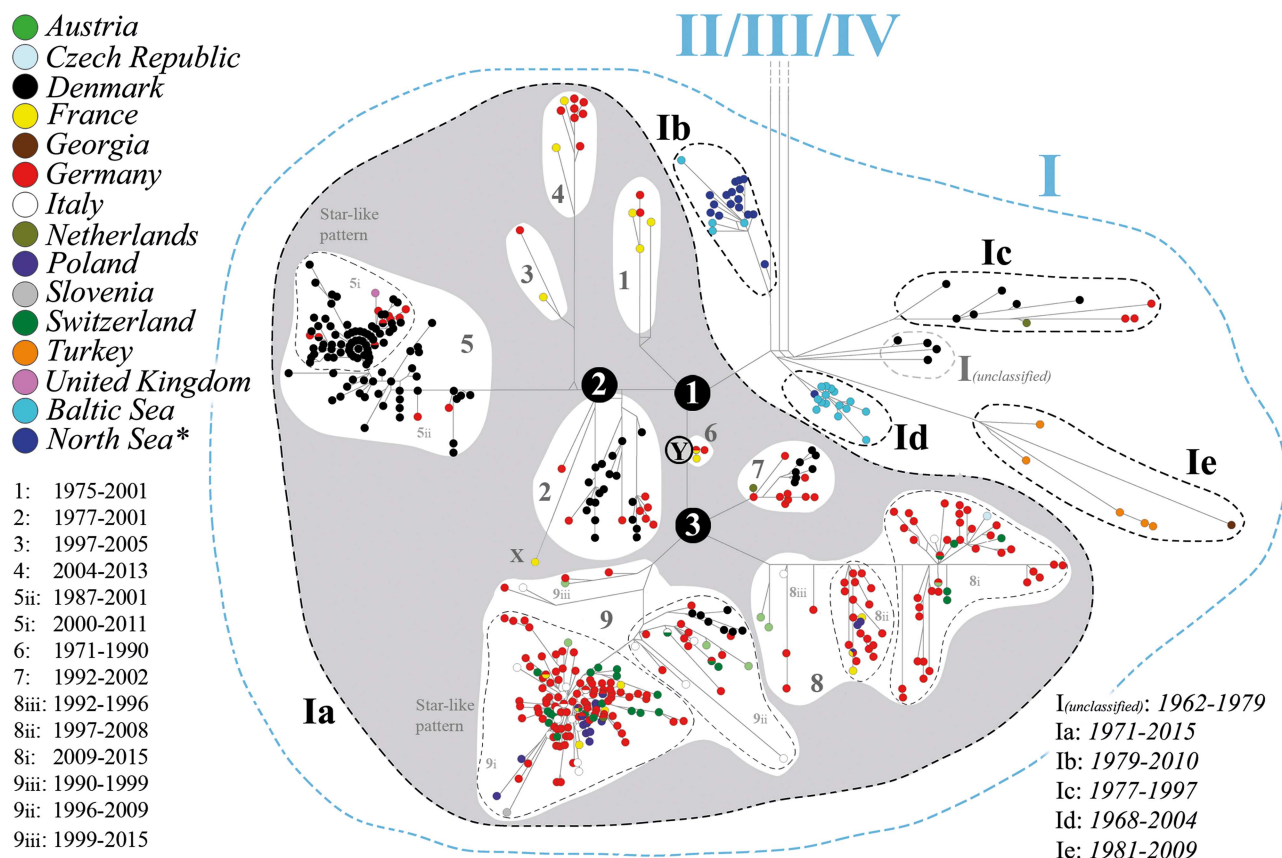 II/III/IV
Austria
Czech Republic
Denmark
France
Georgia
Germany
Italy
Netherlands
Poland
Slovenia
Switzerland
Turkey
United Kingdom
Baltic Sea
North Sea*
Ib
I
4
Star-like
pattern
3
1
Ic
5i
5
I(unclassified)
2
1
5ii
Id
Y
6
Ie
2
7
3
X
9iii
9
8iii
8ii
8i
8
Ia
Star-like
pattern
9ii
9i
1: 1975-2001
2: 1977-2001
3: 1997-2005
4: 2004-2013
5ii: 1987-2001
5i: 2000-2011
6: 1971-1990
7: 1992-2002
8iii: 1992-1996
8ii: 1997-2008
8i: 2009-2015
9iii: 1990-1999
9ii: 1996-2009
9iii: 1999-2015
I(unclassified): 1962-1979
Ia: 1971-2015
Ib: 1979-2010
Ic: 1977-1997
Id: 1968-2004
Ie: 1981-2009